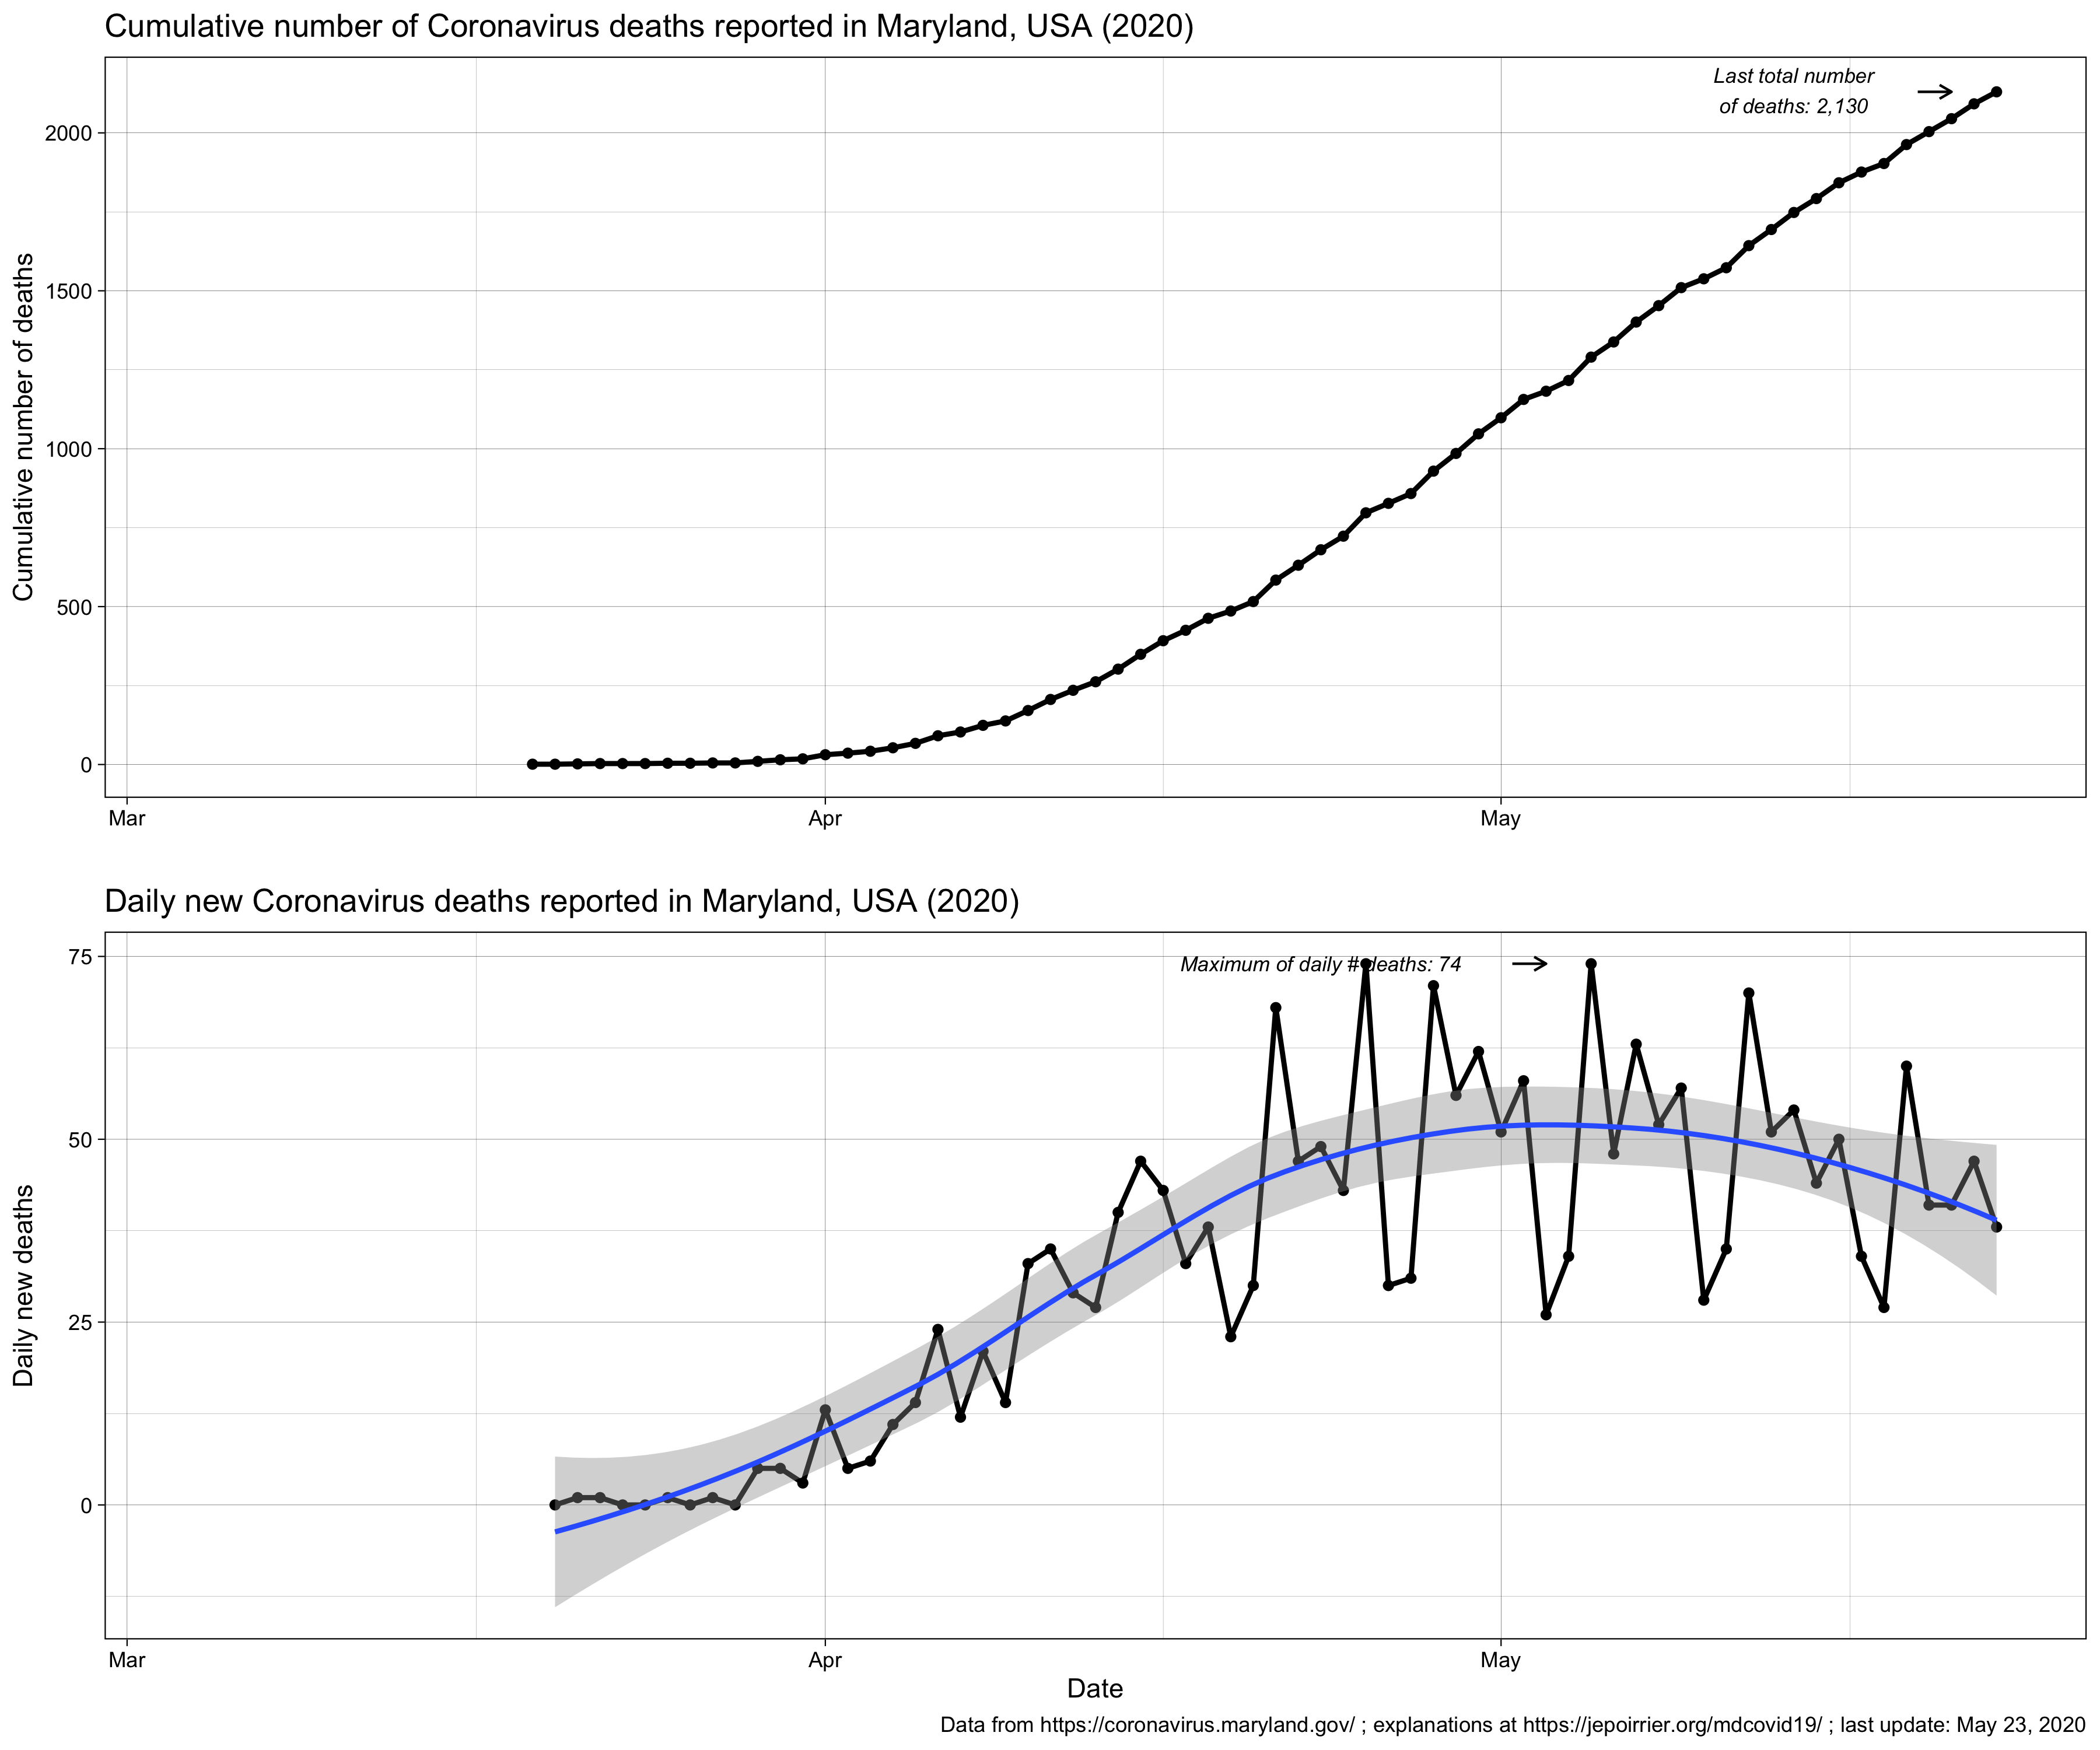 Cumulative number of Coronavirus deaths reported in Maryland, USA (2020)
Last total number
of deaths: 2,130
Cumulative number of deaths
2000
1500
1000
500
0
Mar
Apr
May
Daily new Coronavirus deaths reported in Maryland, USA (2020)
Maximum of daily # deaths: 74
Daily new deaths
75
50
25
0
Mar
Apr
May
Date
Data from https://coronavirus.maryland.gov/ ; explanations at https://jepoirrier.org/mdcovid19/ ; last update: May 23, 2020